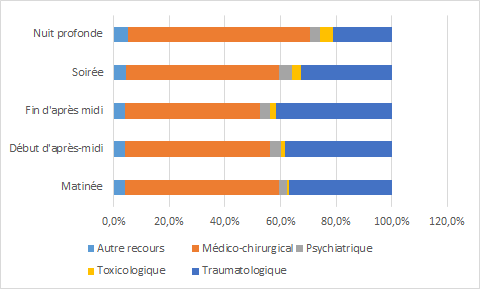 Nuit profonde
Soirée
Fin d'après midi
Début d'après-midi
Matinée
0,0% 20,0% 40,0% 60,0% 80,0% 100,0% 120,0%
Autre recours Médico-chirurgical Psychiatrique
Toxicologique Traumatologique